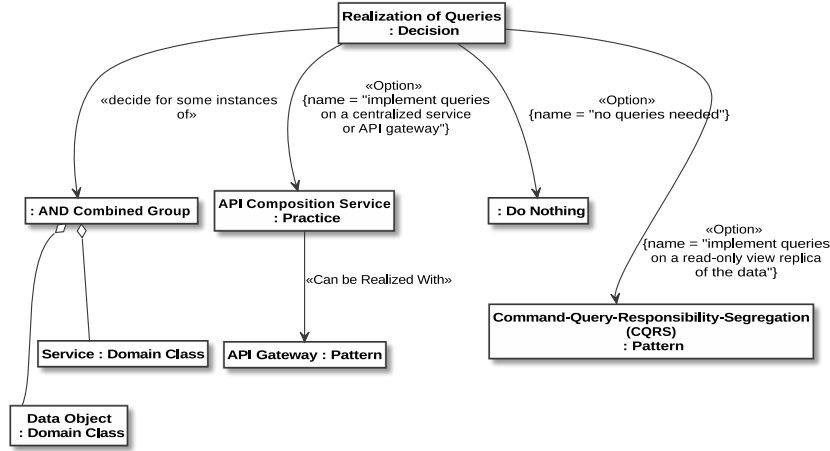 Realization of Queries
: Decision
«decide for some instances
of»
«Option»
{name = "implement queries
on a centralized service
or API gateway"}
«Option»
{name = "no queries needed"}
: AND Combined Group
API Composition Service
: Practice
: Do Nothing
«Option»
{name = "implement queries
on a read-only view replica
of the data"}
«Can be Realized With»
Command-Query-Responsibility-Segregation
(CQRS)
: Pattern
Service : Domain Class
API Gateway : Pattern
Data Object
: Domain Class